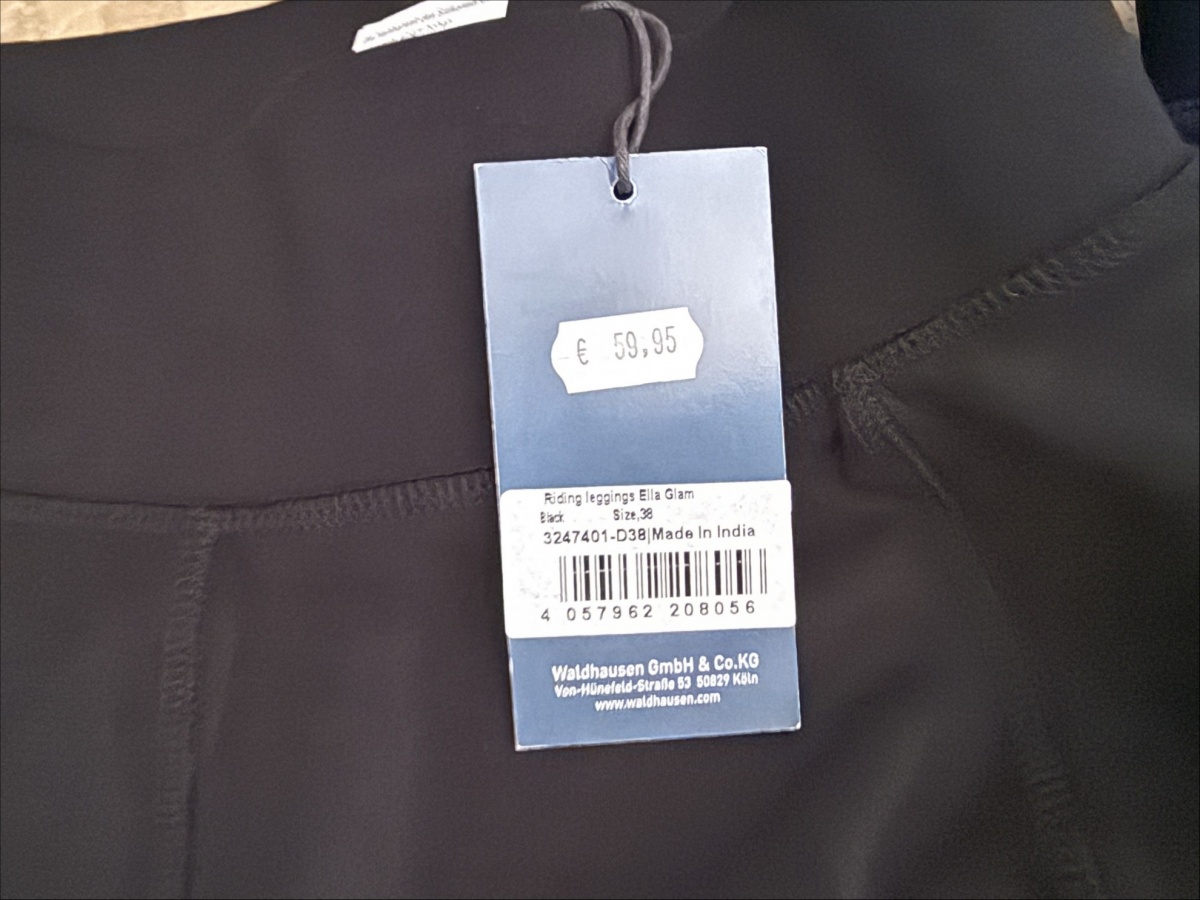 € 59,95
Riding leggings Ella Glam
Black Size,38
3247401-D38|Made In India
4 057962 208056
Waldhausen GmbH & Co.KG
Von-Hünefeld-Straße 53 50829 Köln
www.waldhausen.com